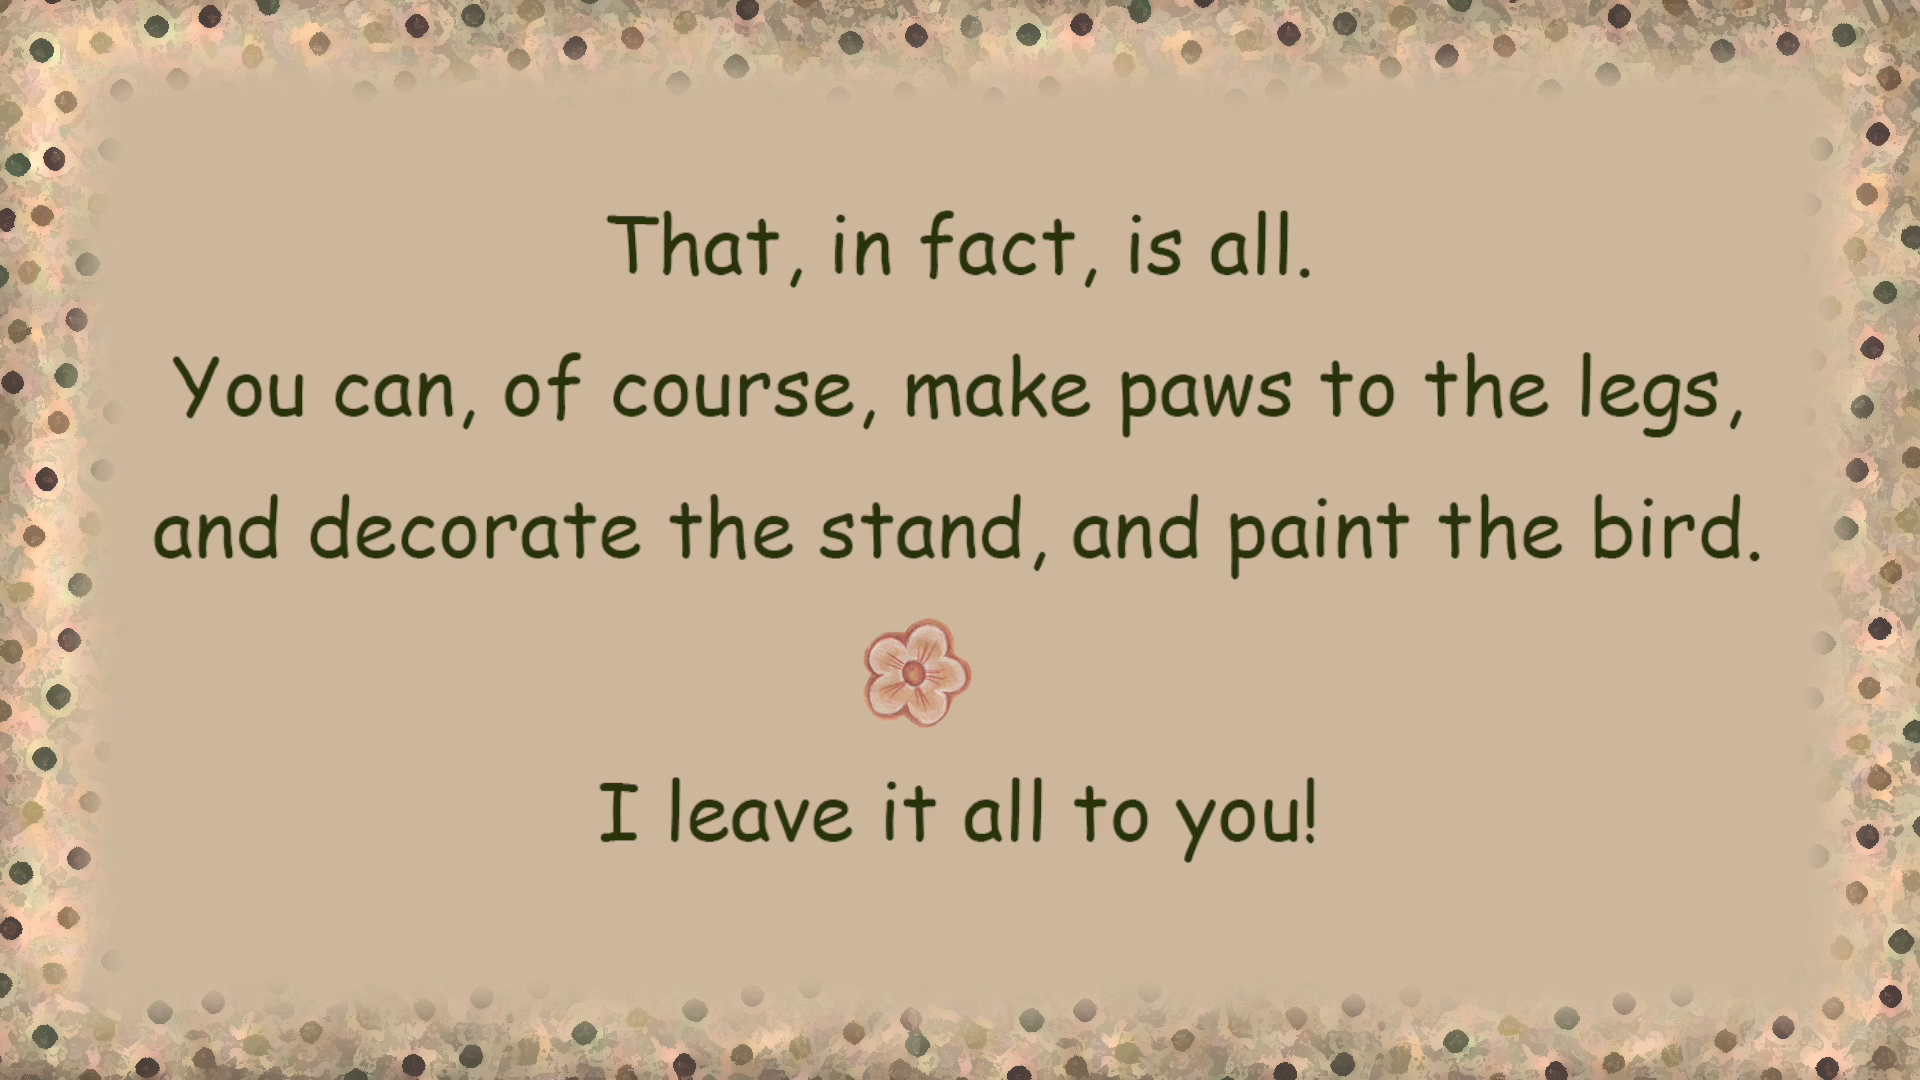 That, in fact, is all.
You can, of course, make paws to the legs,
and decorate the stand, and paint the bird.
I leave it all to you!